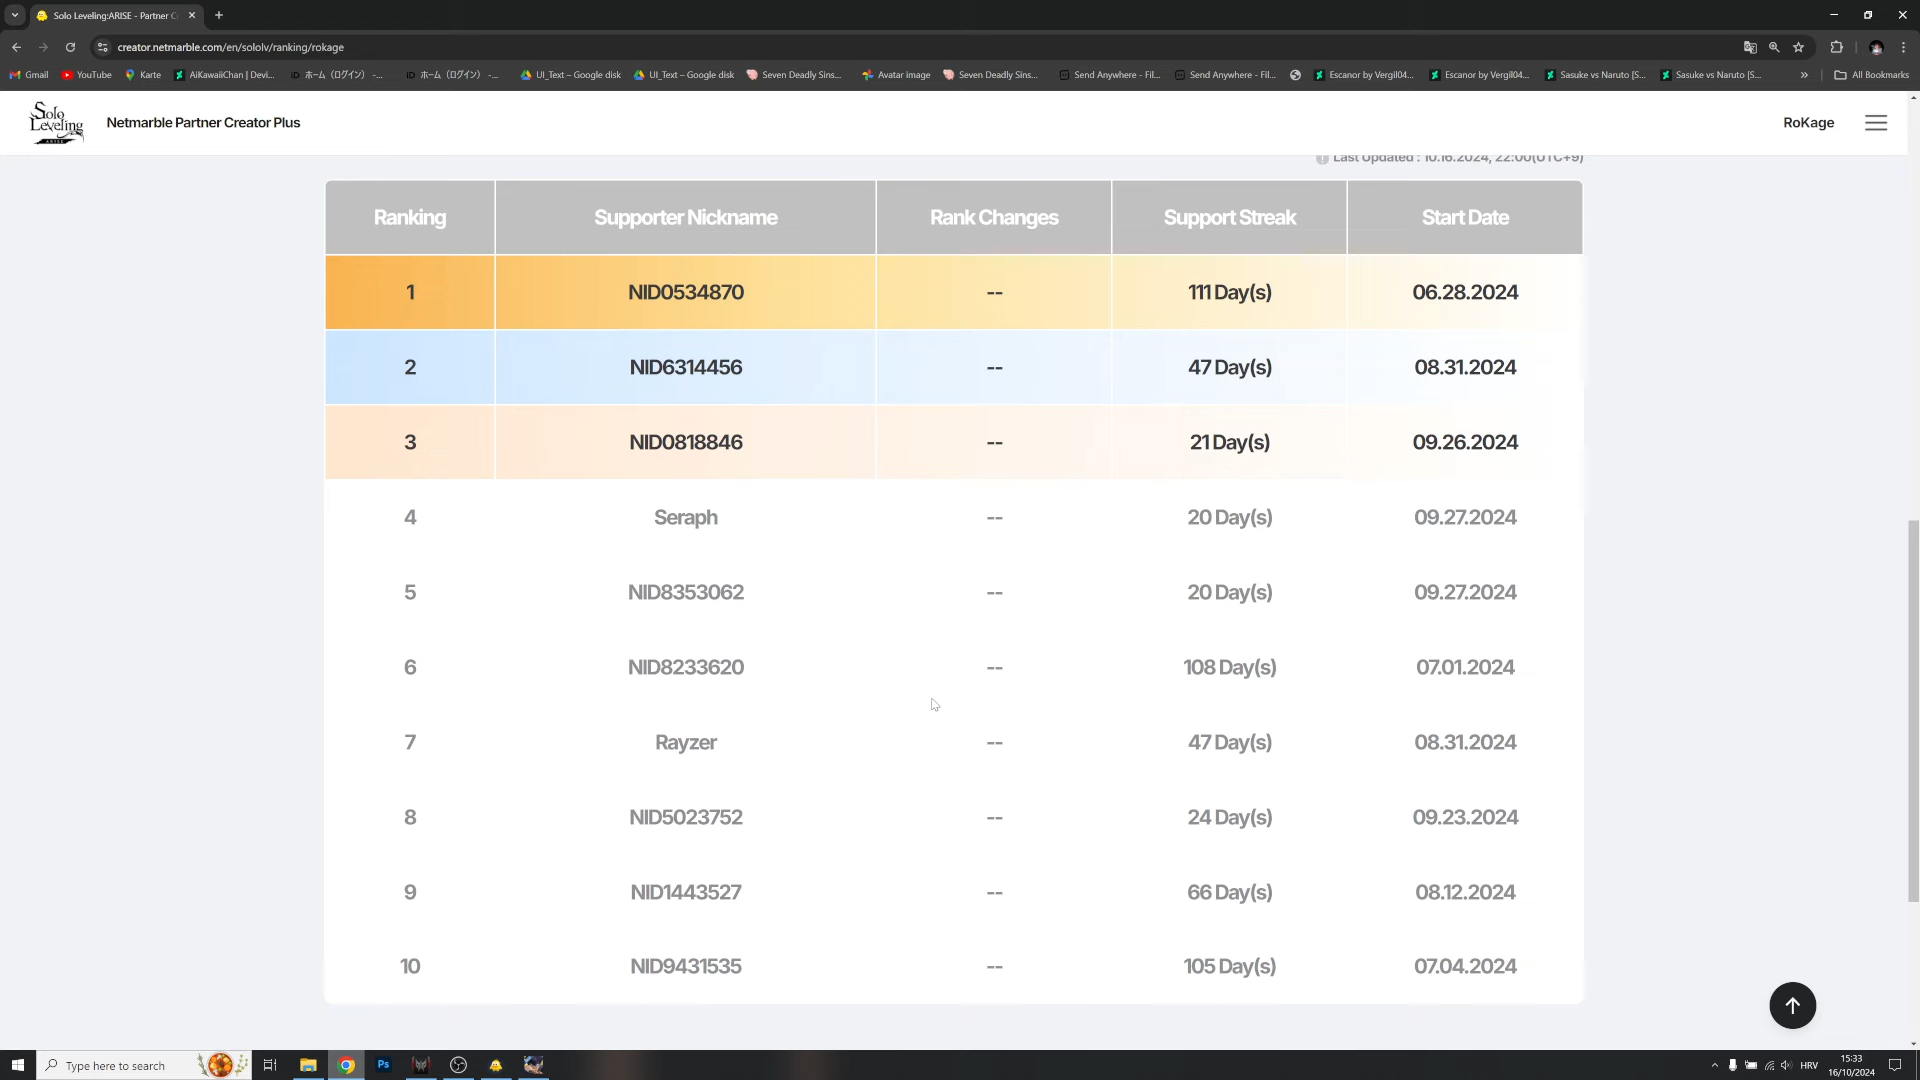 Solo Leveling:ARISE - Partner C
creator.netmarble.com/en/sololv/ranking/rokage
Gmail YouTube Karte AiKawaiiChan | Devi... ホーム（ログイン） -... ホーム（ログイン） -... UI_Text – Google disk UI_Text – Google disk Seven Deadly Sins... Avatar image Seven Deadly Sins... Send Anywhere - Fil... Send Anywhere - Fil... Escanor by Vergil04... Escanor by Vergil04... Sasuke vs Naruto [S... Sasuke vs Naruto [S... » All Bookmarks
Solo Leveling ARISE
Netmarble Partner Creator Plus
RoKage
Last Updated : 10.16.2024, 22:00(UTC+9)
Ranking Supporter Nickname Rank Changes Support Streak Start Date
1 NID0534870 -- 111 Day(s) 06.28.2024
2 NID6314456 -- 47 Day(s) 08.31.2024
3 NID0818846 -- 21 Day(s) 09.26.2024
4 Seraph -- 20 Day(s) 09.27.2024
5 NID8353062 -- 20 Day(s) 09.27.2024
6 NID8233620 -- 108 Day(s) 07.01.2024
7 Rayzer -- 47 Day(s) 08.31.2024
8 NID5023752 -- 24 Day(s) 09.23.2024
9 NID1443527 -- 66 Day(s) 08.12.2024
10 NID9431535 -- 105 Day(s) 07.04.2024
Type here to search
Ps
HRV
15:33
16/10/2024